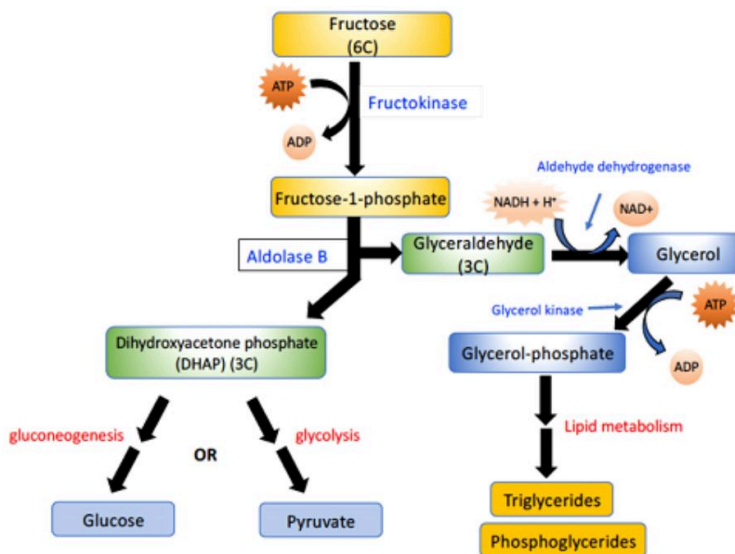 Fructose
(6C)
ATP
Fructokinase
ADP
Fructose-1-phosphate
Aldehyde dehydrogenase
NADH + H⁺
NAD+
Aldolase B
Glyceraldehyde
(3C)
Glycerol
Glycerol kinase
ATP
ADP
Dihydroxyacetone phosphate
(DHAP) (3C)
Glycerol-phosphate
gluconeogenesis
OR
glycolysis
Lipid metabolism
Glucose
Pyruvate
Triglycerides
Phosphoglycerides